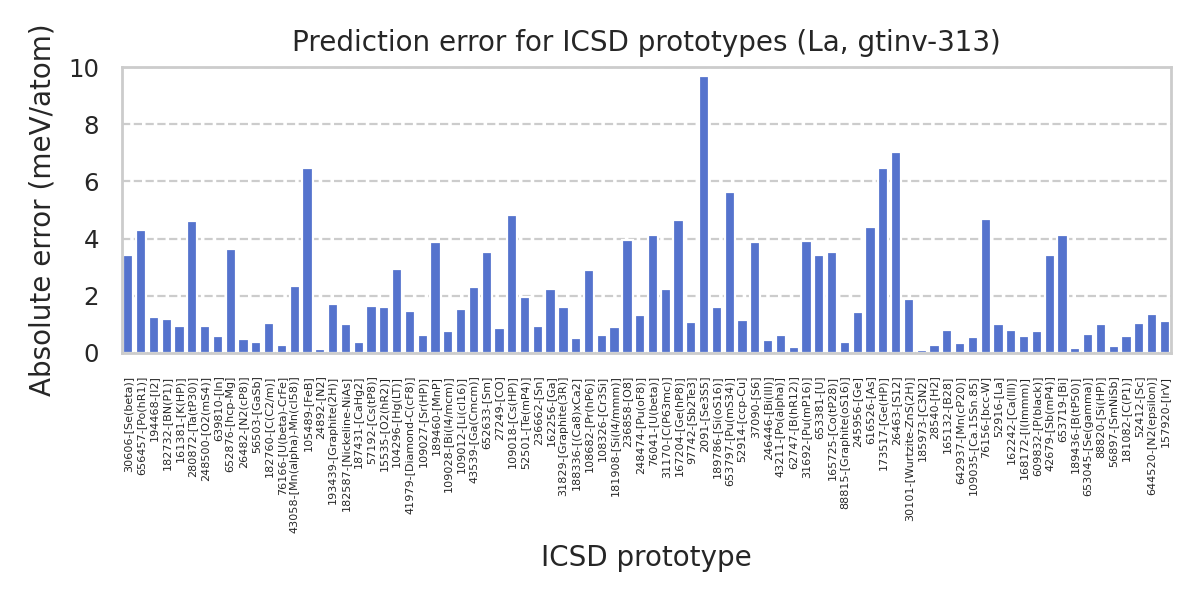 Prediction error for ICSD prototypes (La, gtinv-313)
Absolute error (meV/atom)
10
8
6
4
2
0
30606-[Se(beta)]
656457-[Po(hR1)]
194468-[I2]
182732-[BN(P1)]
161381-[K(HP)]
280872-[Ta(tP30)]
248500-[O2(mS4)]
639810-[In]
652876-[hcp-Mg]
26482-[N2(cP8)]
56503-[GaSb]
182760-[C(C2/m)]
76166-[U(beta)-CrFe]
43058-[Mn(alpha)-Mn(cI58)]
105489-[FeB]
24892-[N2]
193439-[Graphite(2H)]
182587-[Nickeline-NiAs]
187431-[CaHg2]
57192-[Cs(tP8)]
15535-[O2(hR2)]
104296-[Hg(LT)]
41979-[Diamond-C(cF8)]
109027-[Sr(HP)]
189460-[MnP]
109028-[Bi(I4/mcm)]
109012-[Li(cI16)]
43539-[Ga(Cmcm)]
652633-[Sm]
27249-[CO]
109018-[Cs(HP)]
52501-[Te(mP4)]
236662-[Sn]
162256-[Ga]
31829-[Graphite(3R)]
188336-[(Ca8)xCa2]
108682-[Pr(hP6)]
108326-[Cr3Si]
181908-[Si(I4/mmm)]
236858-[O8]
248474-[Pu(oF8)]
76041-[U(beta)]
31170-[C(P63mc)]
167204-[Ge(hP8)]
97742-[Sb2Te3]
2091-[Se3S5]
189786-[Si(oS16)]
653797-[Pu(mS34)]
52914-[ccp-Cu]
37090-[S6]
246446-[Bi(III)]
43211-[Po(alpha)]
62747-[B(hR12)]
31692-[Pu(mP16)]
653381-[U]
165725-[Co(tP28)]
88815-[Graphite(oS16)]
245956-[Ge]
616526-[As]
173517-[Ge(HP)]
26463-[S12]
30101-[Wurtzite-ZnS(2H)]
185973-[C3N2]
28540-[H2]
165132-[B28]
642937-[Mn(cP20)]
109035-[Ca.15Sn.85]
76156-[bcc-W]
52916-[La]
162242-[Ca(III)]
168172-[I(Immm)]
609832-[P(black)]
42679-[Sb(mP4)]
653719-[Bi]
189436-[B(tP50)]
653045-[Se(gamma)]
88820-[Si(HP)]
56897-[SmNiSb]
181082-[C(P1)]
52412-[Sc]
644520-[N2(epsilon)]
157920-[IrV]
ICSD prototype